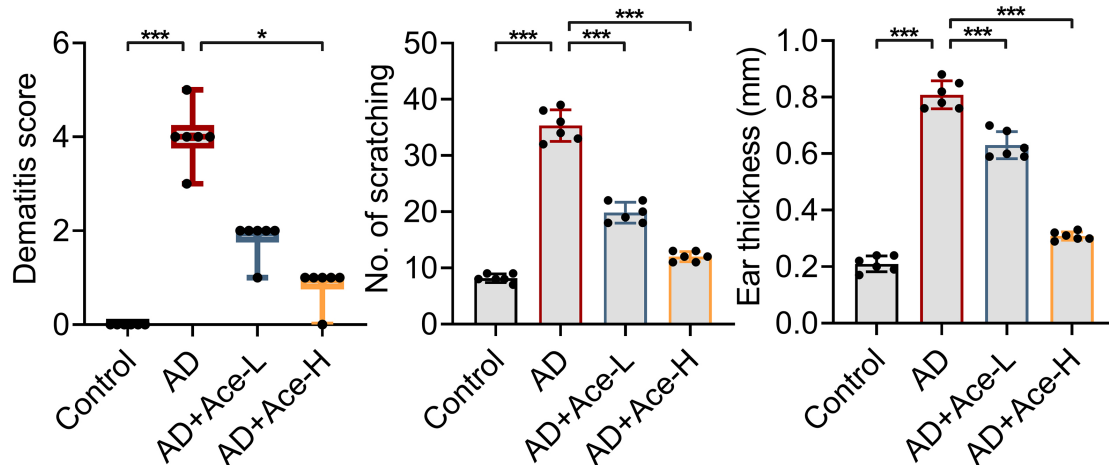 Dematitis score
6
4
2
0
***
*
Control
AD
AD+Ace-L
AD+Ace-H
No. of scratching
50
40
30
20
10
0
***
***
***
Control
AD
AD+Ace-L
AD+Ace-H
Ear thickness (mm)
1.0
0.8
0.6
0.4
0.2
0.0
***
***
***
Control
AD
AD+Ace-L
AD+Ace-H